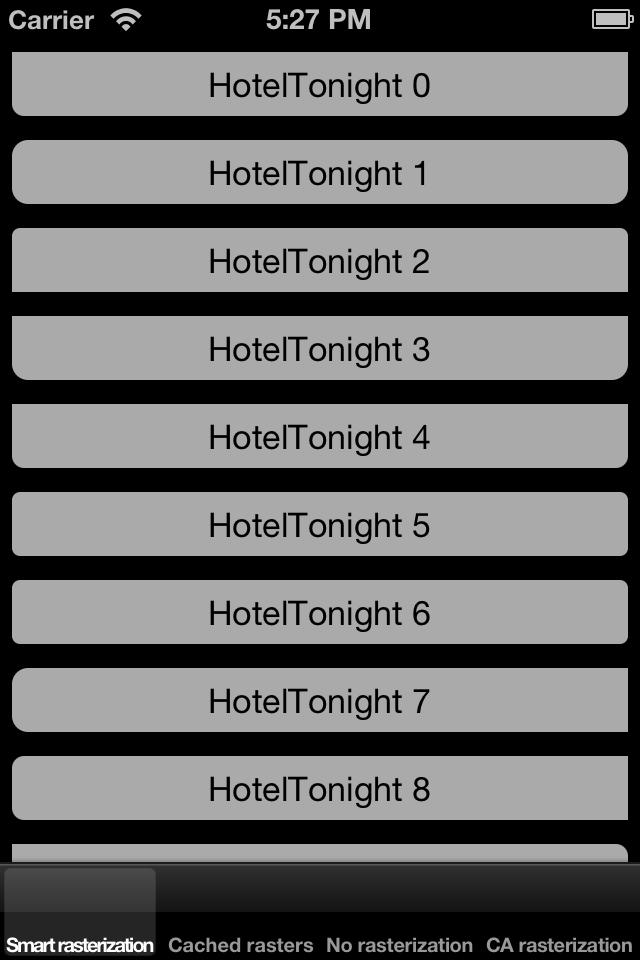 Carrier 5:27 PM
HotelTonight 0
HotelTonight 1
HotelTonight 2
HotelTonight 3
HotelTonight 4
HotelTonight 5
HotelTonight 6
HotelTonight 7
HotelTonight 8
Smart rasterization Cached rasters No rasterization CA rasterization